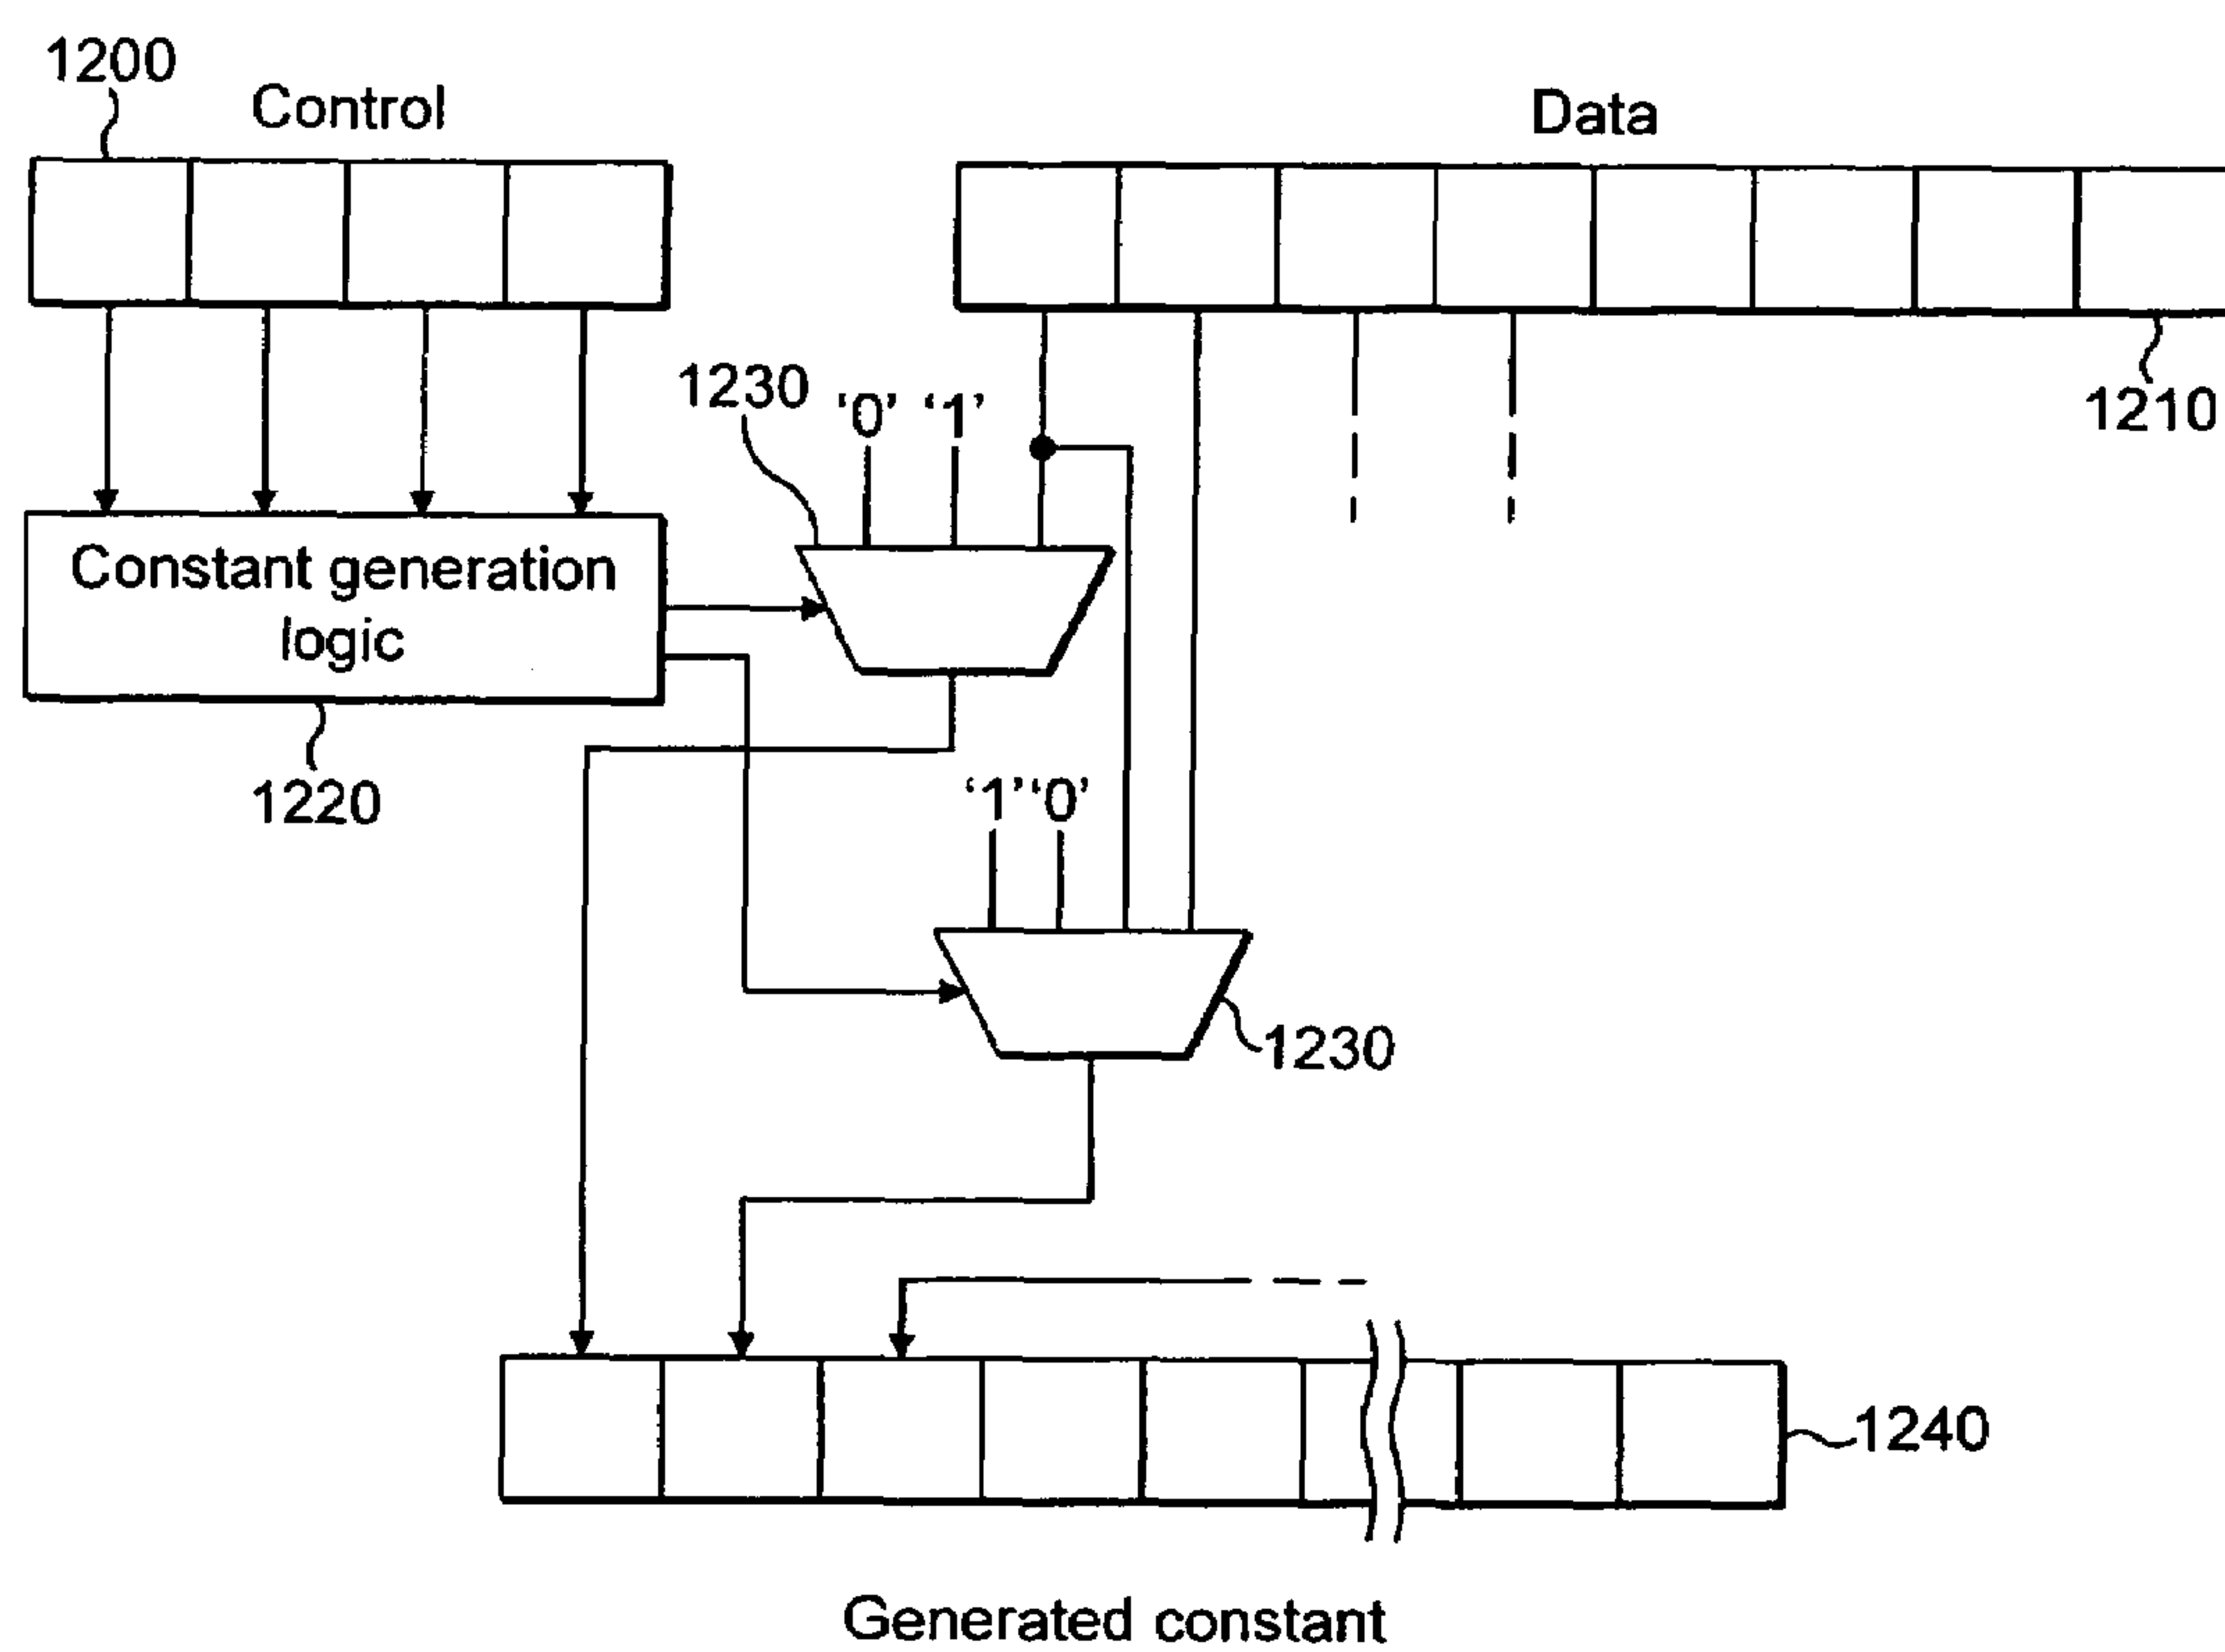 1200
Control
Data
1210
1230
‘0’ ‘1’
Constant generation
logic
1220
‘1’ ‘0’
1230
1240
Generated constant